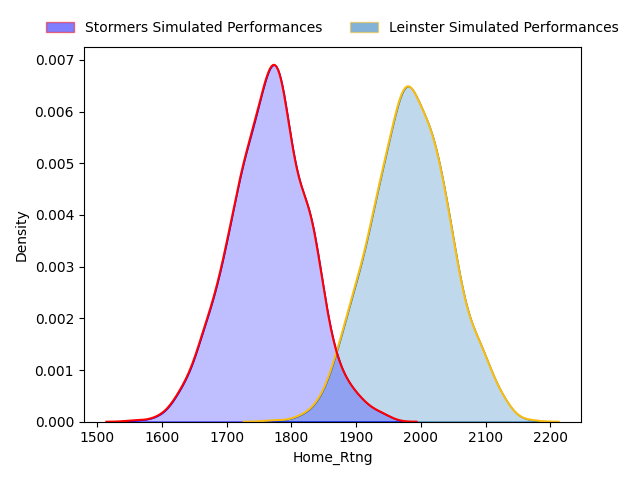 Stormers Simulated Performances Leinster Simulated Performances
0.007
0.006
0.005
0.004
0.003
0.002
0.001
0.000
Density
1500 1600 1700 1800 1900 2000 2100 2200
Home_Rtng